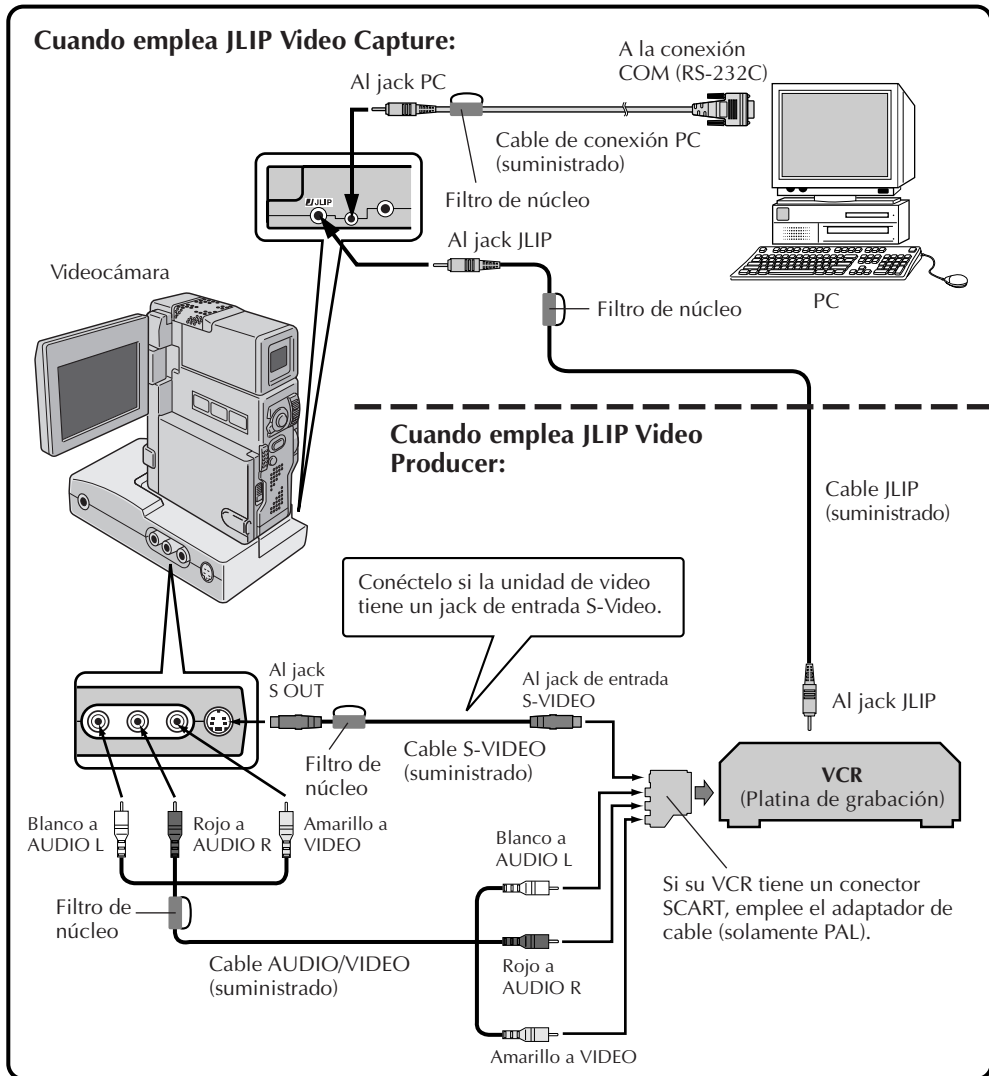 Cuando emplea JLIP Video Capture:
A la conexión
COM (RS-232C)
Al jack PC
Cable de conexión PC
(suministrado)
Filtro de núcleo
JLIP
Al jack JLIP
Videocámara
Filtro de núcleo
PC
Cuando emplea JLIP Video
Producer:
Cable JLIP
(suministrado)
Conéctelo si la unidad de video
tiene un jack de entrada S-Video.
Al jack
S OUT
Al jack de entrada
S-VIDEO
Al jack JLIP
Filtro de
núcleo
Cable S-VIDEO
(suministrado)
VCR
(Platina de grabación)
Blanco a
AUDIO L
Rojo a
AUDIO R
Amarillo a
VIDEO
Blanco a
AUDIO L
Si su VCR tiene un conector
SCART, emplee el adaptador de
cable (solamente PAL).
Filtro de
núcleo
Cable AUDIO/VIDEO
(suministrado)
Rojo a
AUDIO R
Amarillo a VIDEO